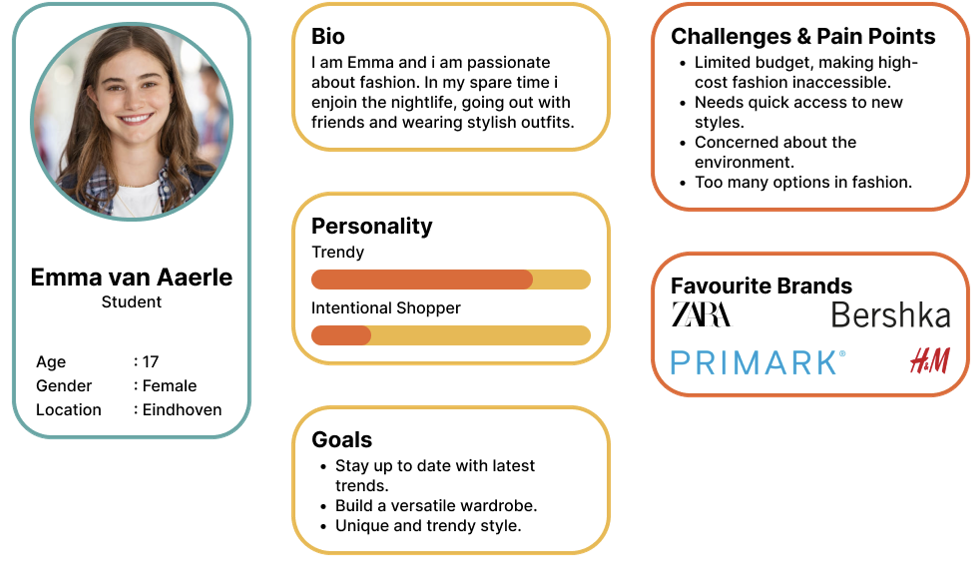 Emma van Aaerle
Student
Age : 17
Gender : Female
Location : Eindhoven
Bio
I am Emma and i am passionate
about fashion. In my spare time i
enjoin the nightlife, going out with
friends and wearing stylish outfits.
Personality
Trendy
Intentional Shopper
Goals
• Stay up to date with latest
trends.
• Build a versatile wardrobe.
• Unique and trendy style.
Challenges & Pain Points
• Limited budget, making high-
cost fashion inaccessible.
• Needs quick access to new
styles.
• Concerned about the
environment.
• Too many options in fashion.
Favourite Brands
ZARA Bershka
PRIMARK® H&M